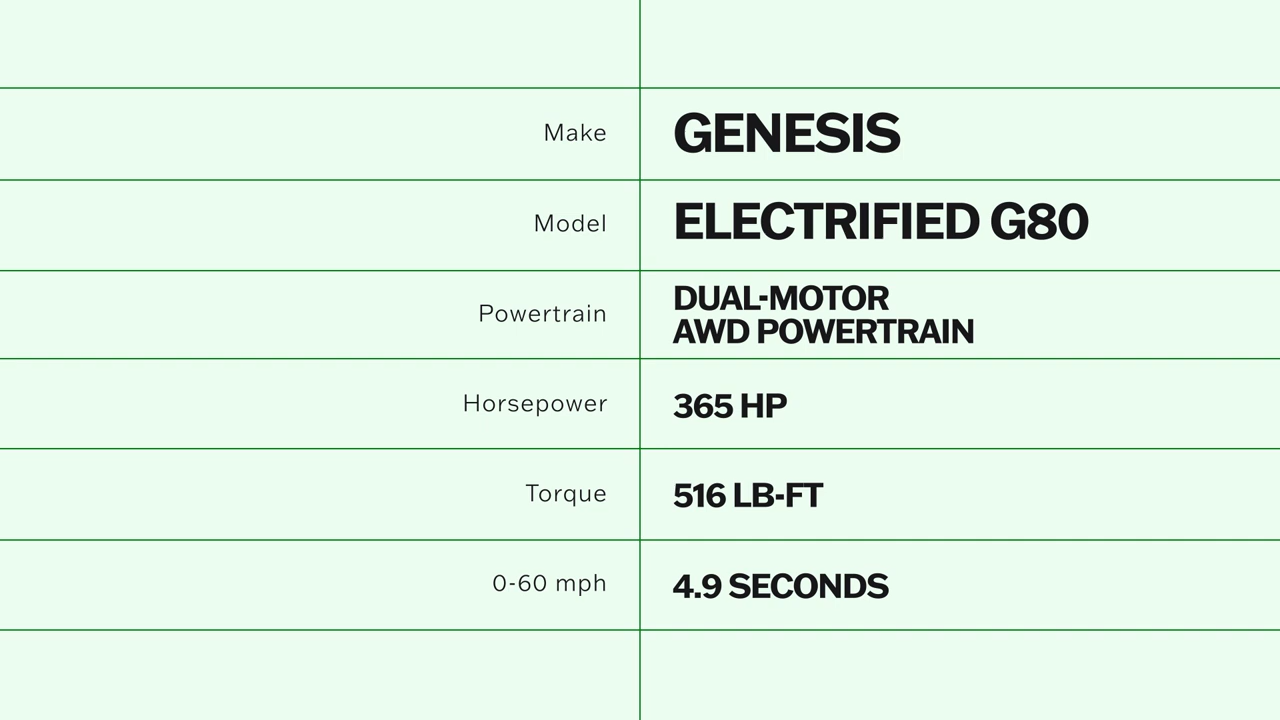 Make
GENESIS
Model
ELECTRIFIED G80
Powertrain
DUAL-MOTOR
AWD POWERTRAIN
Horsepower
365 HP
Torque
516 LB-FT
0-60 mph
4.9 SECONDS